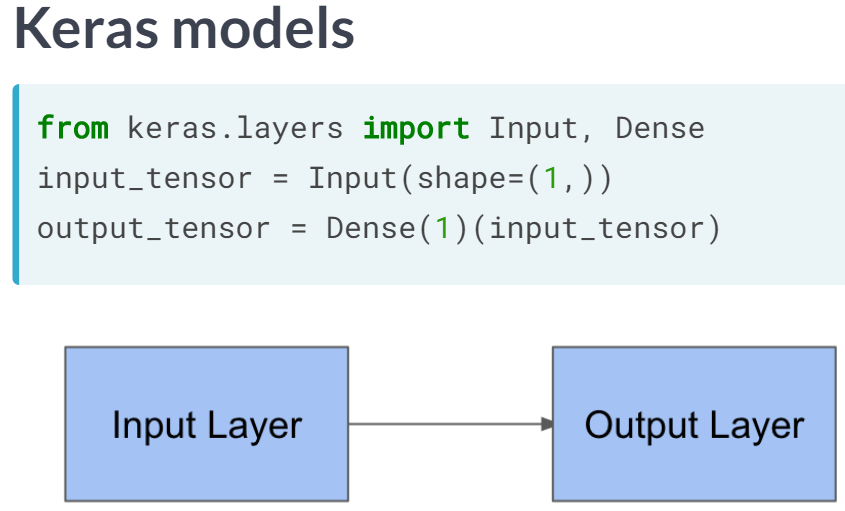 Keras models
from keras.layers import Input, Dense
input_tensor = Input(shape=(1,))
output_tensor = Dense(1)(input_tensor)
Input Layer
Output Layer